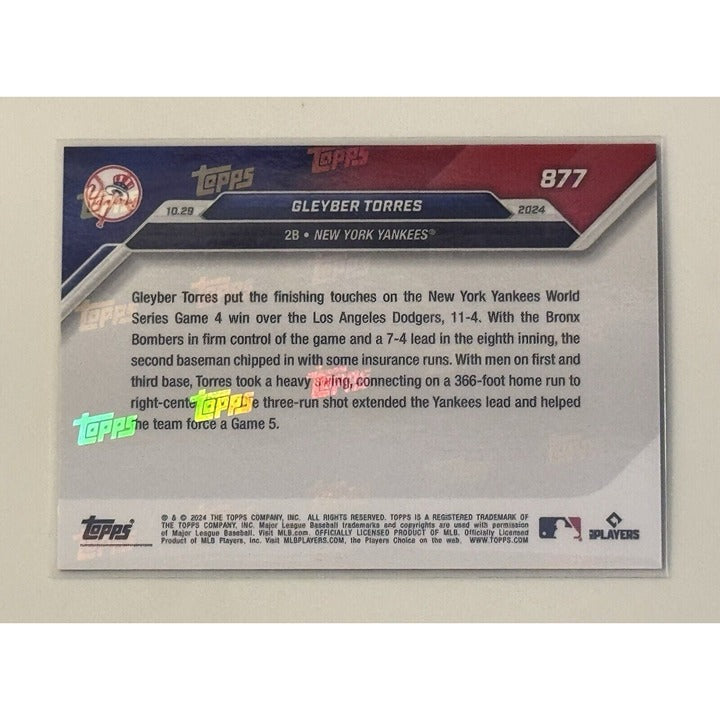 TOPPS TOPPS 877
10.29 GLEYBER TORRES 2024
2B • NEW YORK YANKEES®
Gleyber Torres put the finishing touches on the New York Yankees World
Series Game 4 win over the Los Angeles Dodgers, 11-4. With the Bronx
Bombers in firm control of the game and a 7-4 lead in the eighth inning, the
second baseman chipped in with some insurance runs. With men on first and
third base, Torres took a heavy swing, connecting on a 366-foot home run to
right-cente three-run shot extended the Yankees lead and helped
the team force a Game 5.
TOPPS TOPPS TOPPS
TOPPS
® & © 2024 THE TOPPS COMPANY, INC. ALL RIGHTS RESERVED. TOPPS IS A REGISTERED TRADEMARK OF
THE TOPPS COMPANY, INC. Major League Baseball trademarks and copyrights are used with permission
of Major League Baseball. Visit MLB.com. OFFICIALLY LICENSED PRODUCT OF MLB. Officially Licensed
Product of MLB Players, Inc. Visit MLBPLAYERS.COM, the Players Choice on the web. WWW.TOPPS.COM
PLAYERS